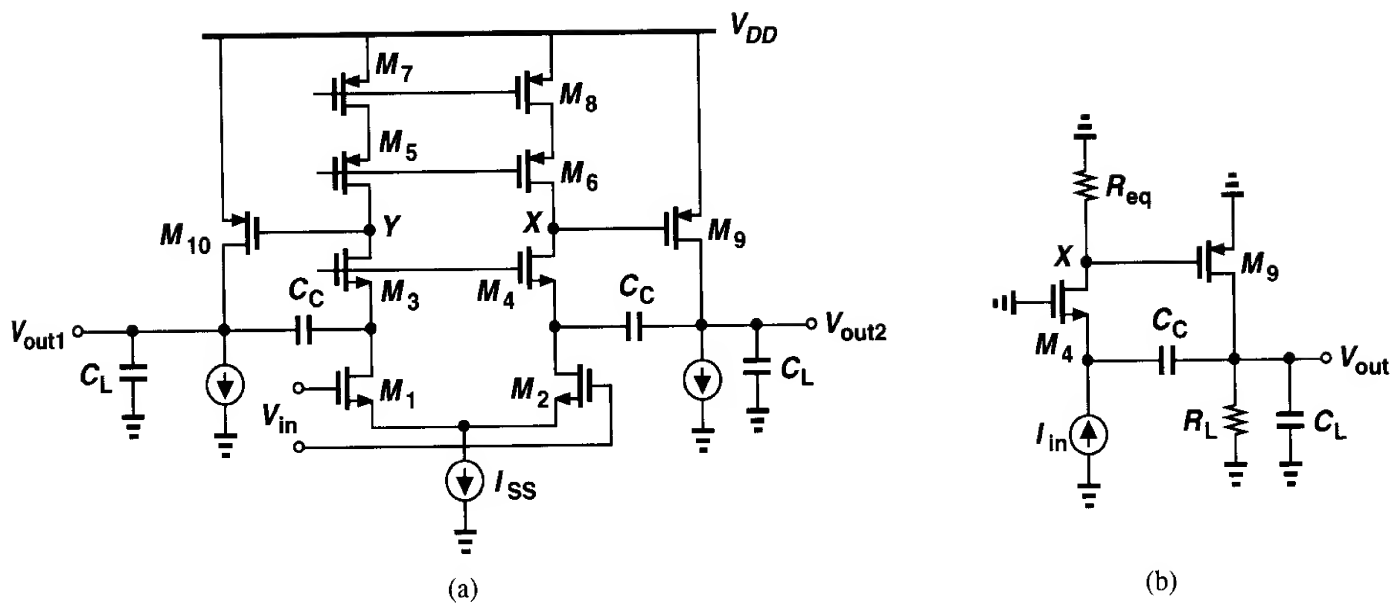 V_DD
M_7
M_8
M_5
M_6
M_10
Y
X
M_9
C_C
M_3
M_4
C_C
V_out1
V_out2
C_L
M_1
M_2
C_L
V_in
I_SS
(a)
R_eq
X
M_9
M_4
C_C
V_out
I_in
R_L
C_L
(b)